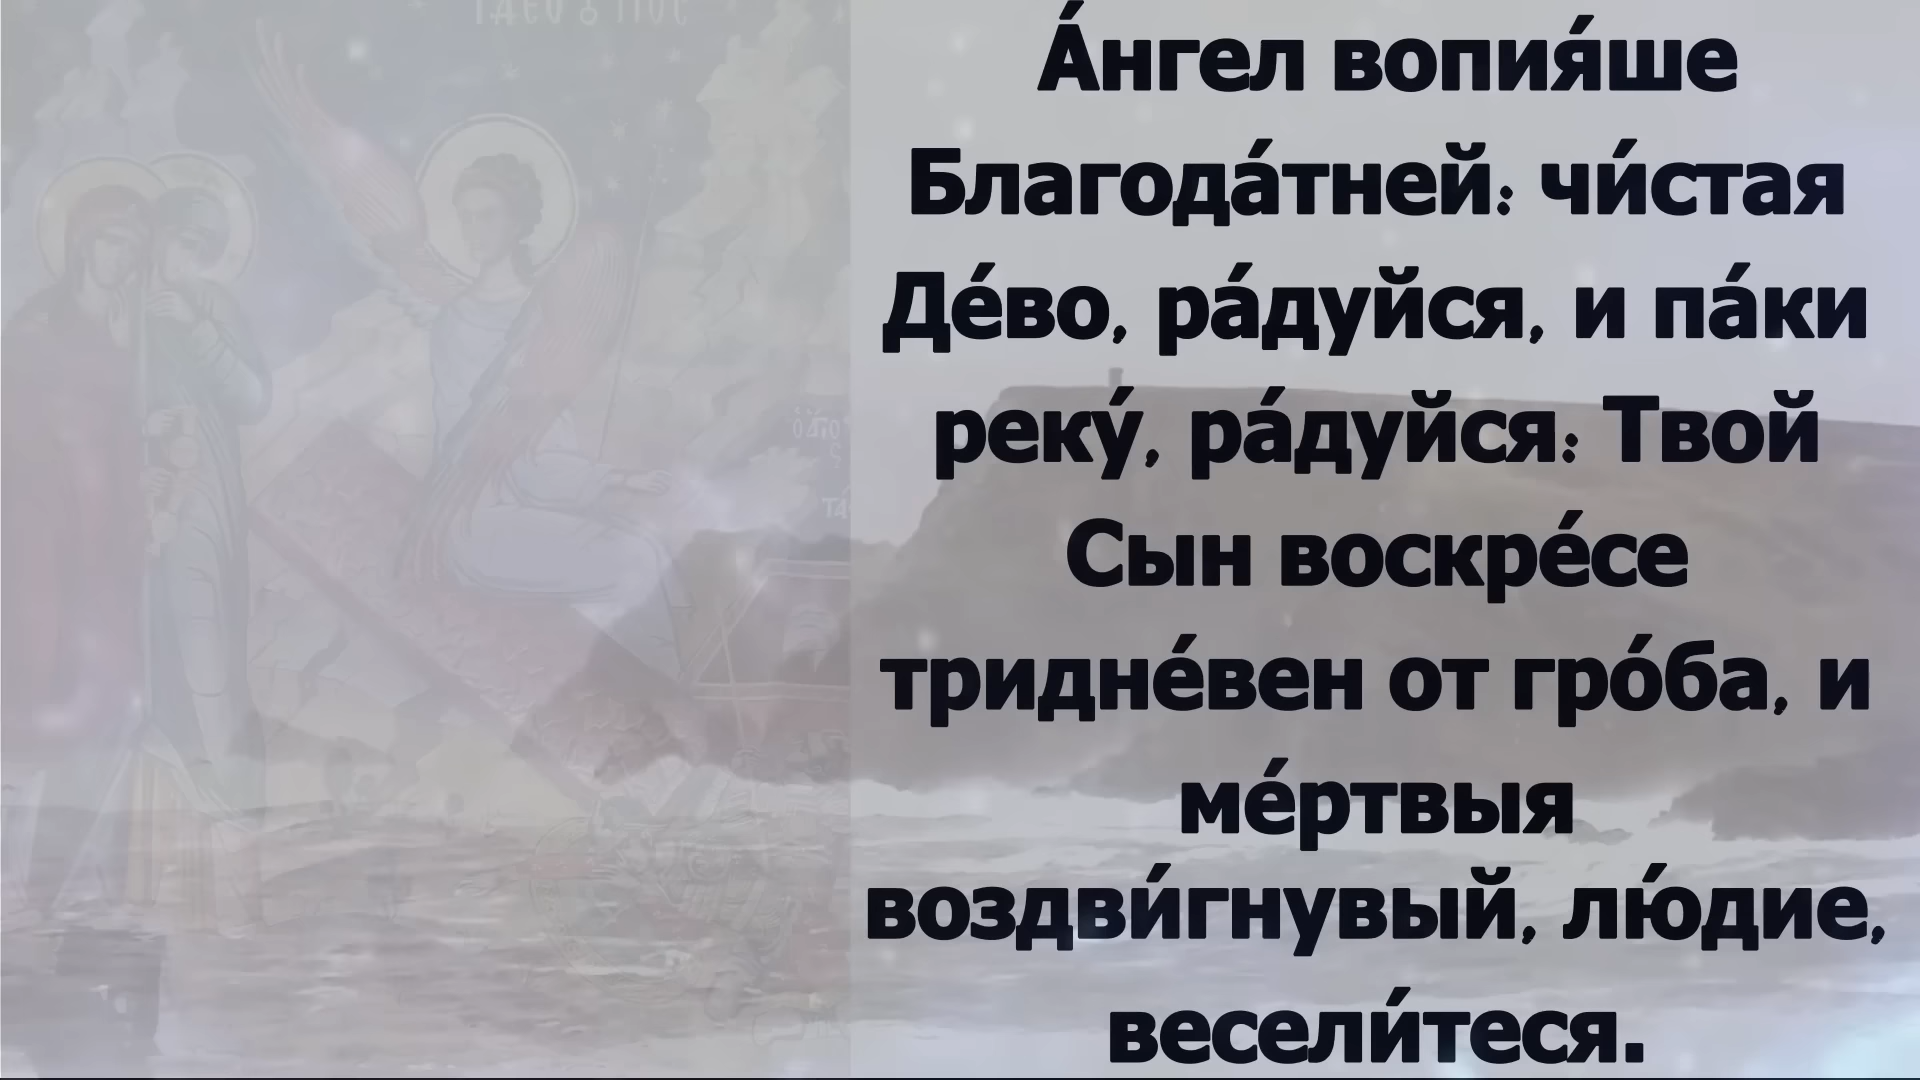 А́нгел вопия́ше
Благода́тней: чи́стая
Де́во, ра́дуйся, и па́ки
реку́, ра́дуйся: Твой
Сын воскре́се
тридне́вен от гро́ба, и
ме́ртвыя
воздви́гнувый, лю́дие,
весели́теся.